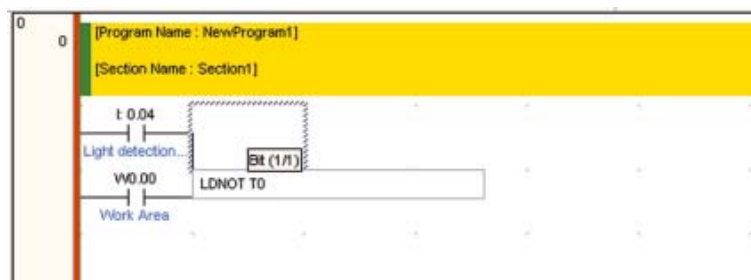 0
0
[Program Name : NewProgram1]
[Section Name : Section1]
I: 0.04
Light detection...
Bit (1/1)
W0.00
LDNOT T0
Work Area